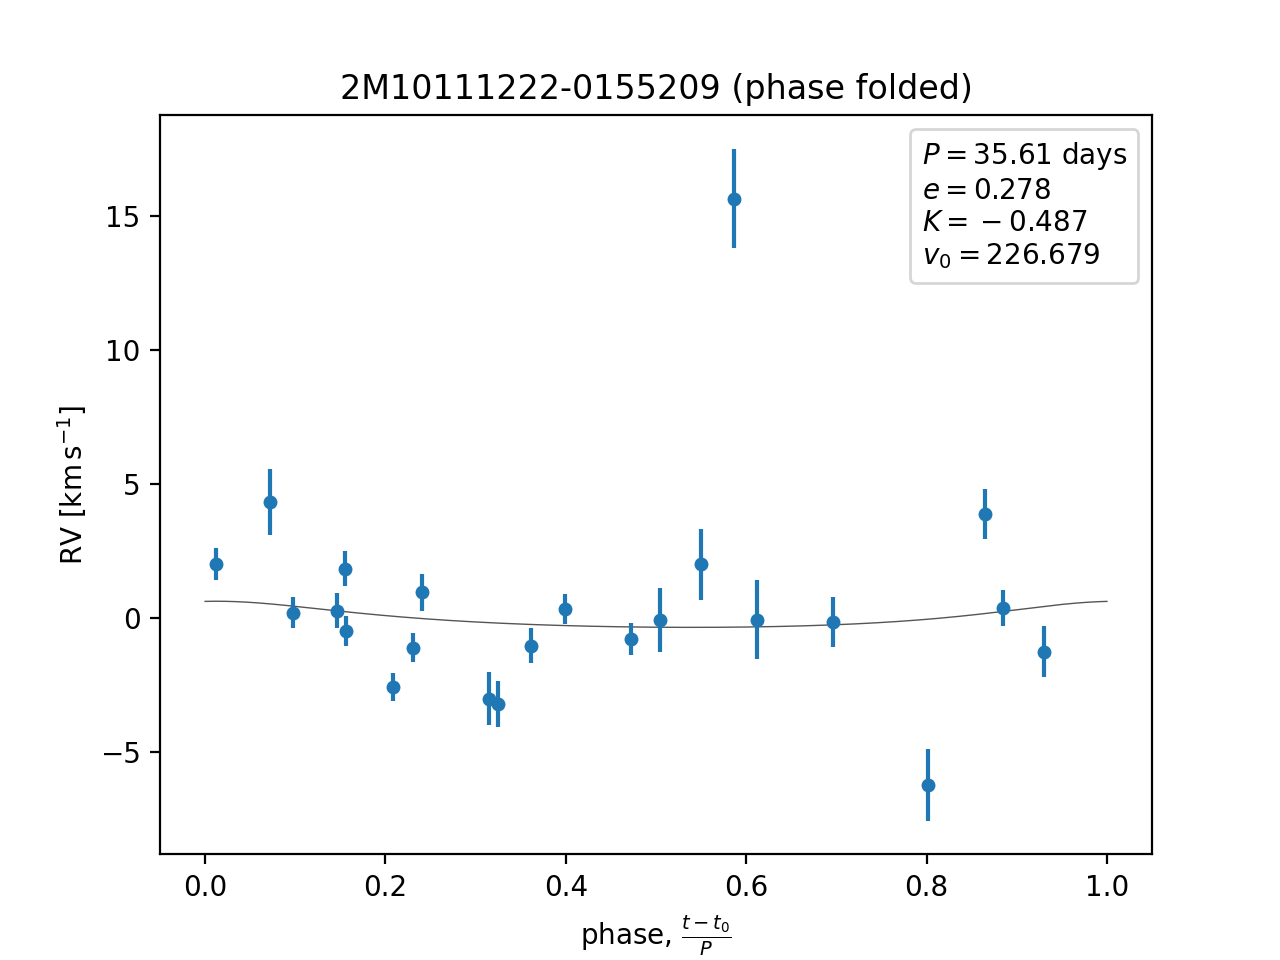 2M10111222-0155209 (phase folded)
P = 35.61 days
e = 0.278
K = −0.487
v₀ = 226.679
15
10
5
0
−5
RV [km s⁻¹]
0.0 0.2 0.4 0.6 0.8 1.0
phase, (t − t₀)/P